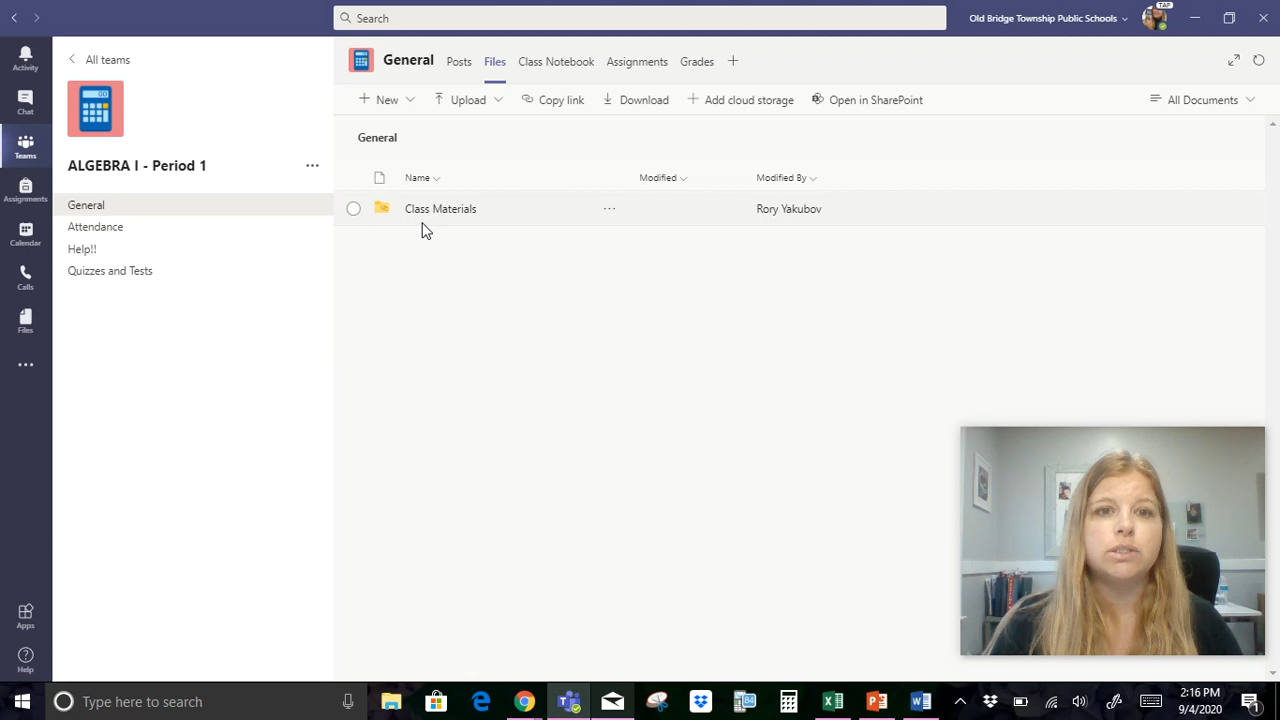 Search
Old Bridge Township Public Schools
TAP
Activity
Chat
Teams
Assignments
Calendar
Calls
Files
Apps
Help
All teams
ALGEBRA I - Period 1
General
Attendance
Help!!
Quizzes and Tests
General Posts Files Class Notebook Assignments Grades
New Upload Copy link Download Add cloud storage Open in SharePoint All Documents
General
Name Modified Modified By
Class Materials Rory Yakubov
Type here to search
2:16 PM
9/4/2020
1